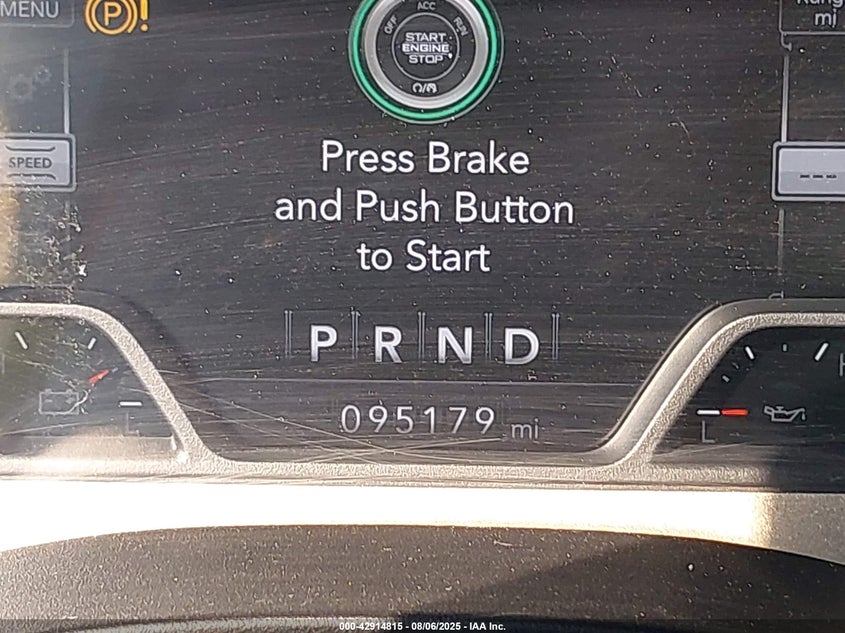 MENU
P!
ACC
OFF
RUN
START
ENGINE
STOP
mi
SPEED
---
Press Brake
and Push Button
to Start
P R N D
095179 mi
L
L
000-42914815 - 08/06/2025 - IAA Inc.